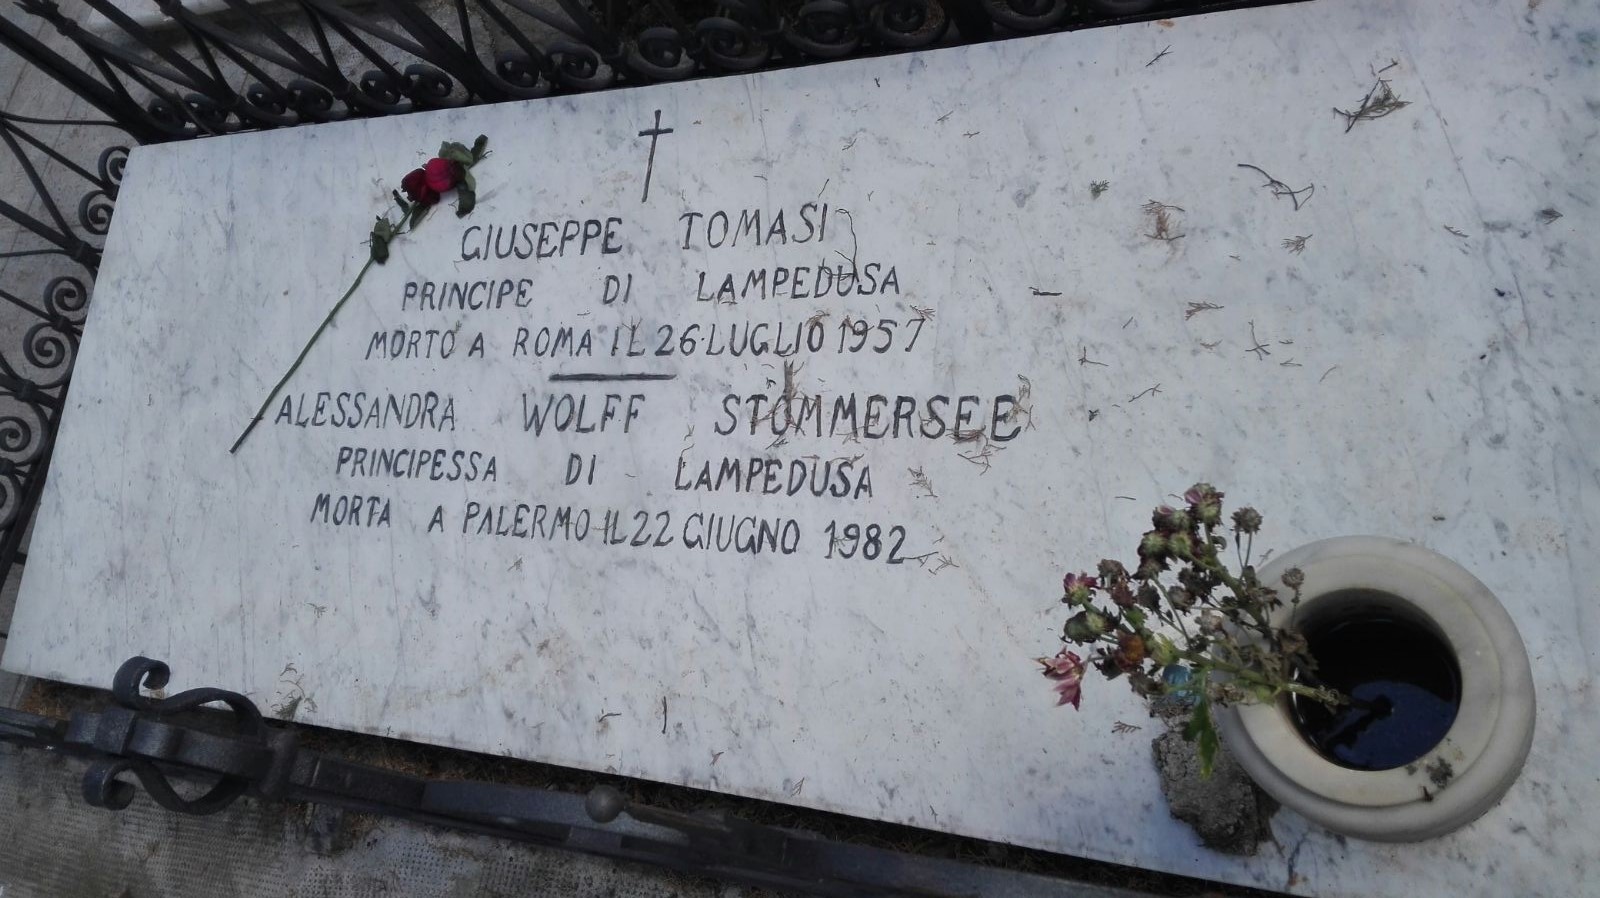 GIUSEPPE TOMASI
PRINCIPE DI LAMPEDUSA
MORTO A ROMA IL 26 LUGLIO 1957
ALESSANDRA WOLFF STOMMERSEE
PRINCIPESSA DI LAMPEDUSA
MORTA A PALERMO IL 22 GIUGNO 1982